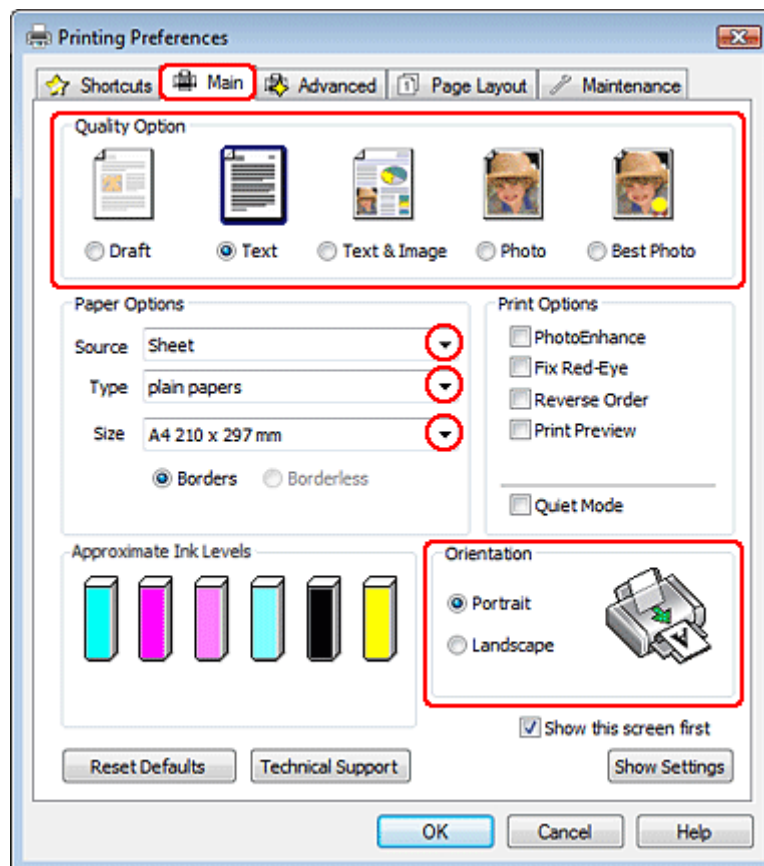 Printing Preferences
Shortcuts Main Advanced 1 Page Layout Maintenance
Quality Option
Draft Text Text & Image Photo Best Photo
Paper Options
Source Sheet
Type plain papers
Size A4 210 x 297 mm
Borders Borderless
Print Options
PhotoEnhance
Fix Red-Eye
Reverse Order
Print Preview
Quiet Mode
Approximate Ink Levels
Orientation
Portrait
Landscape
A
Show this screen first
Reset Defaults Technical Support Show Settings
OK Cancel Help